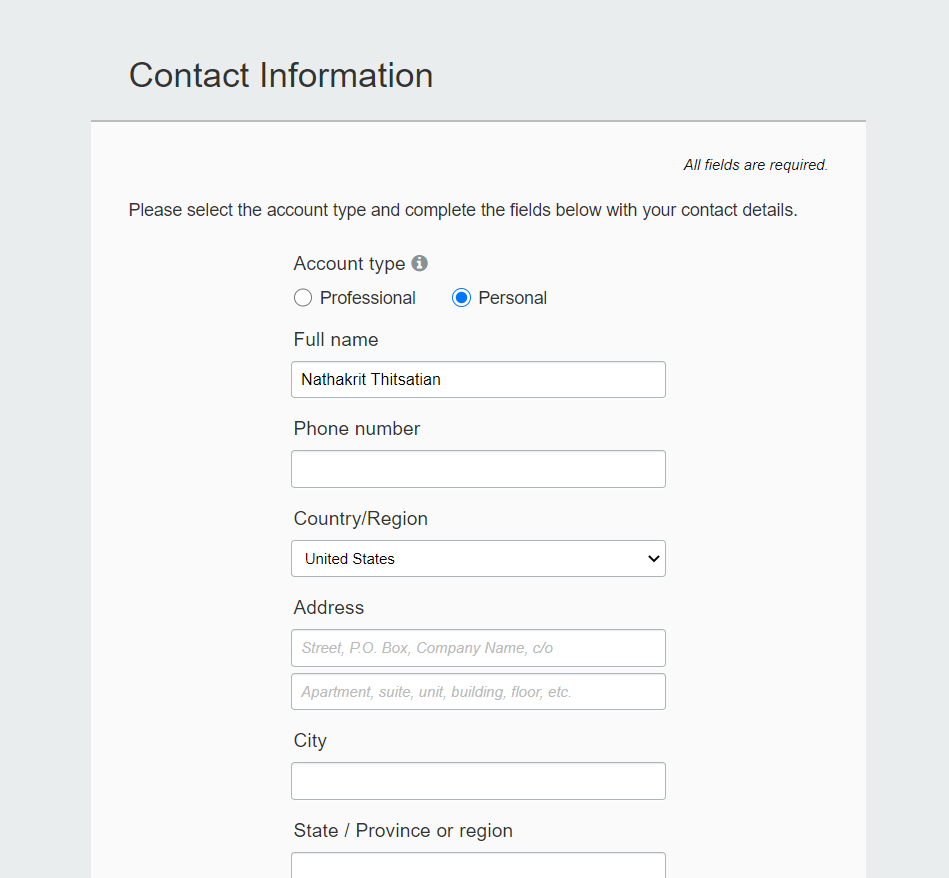 Contact Information
All fields are required.
Please select the account type and complete the fields below with your contact details.
Account type
Professional Personal
Full name
Nathakrit Thitsatian
Phone number
Country/Region
United States
Address
Street, P.O. Box, Company Name, c/o
Apartment, suite, unit, building, floor, etc.
City
State / Province or region